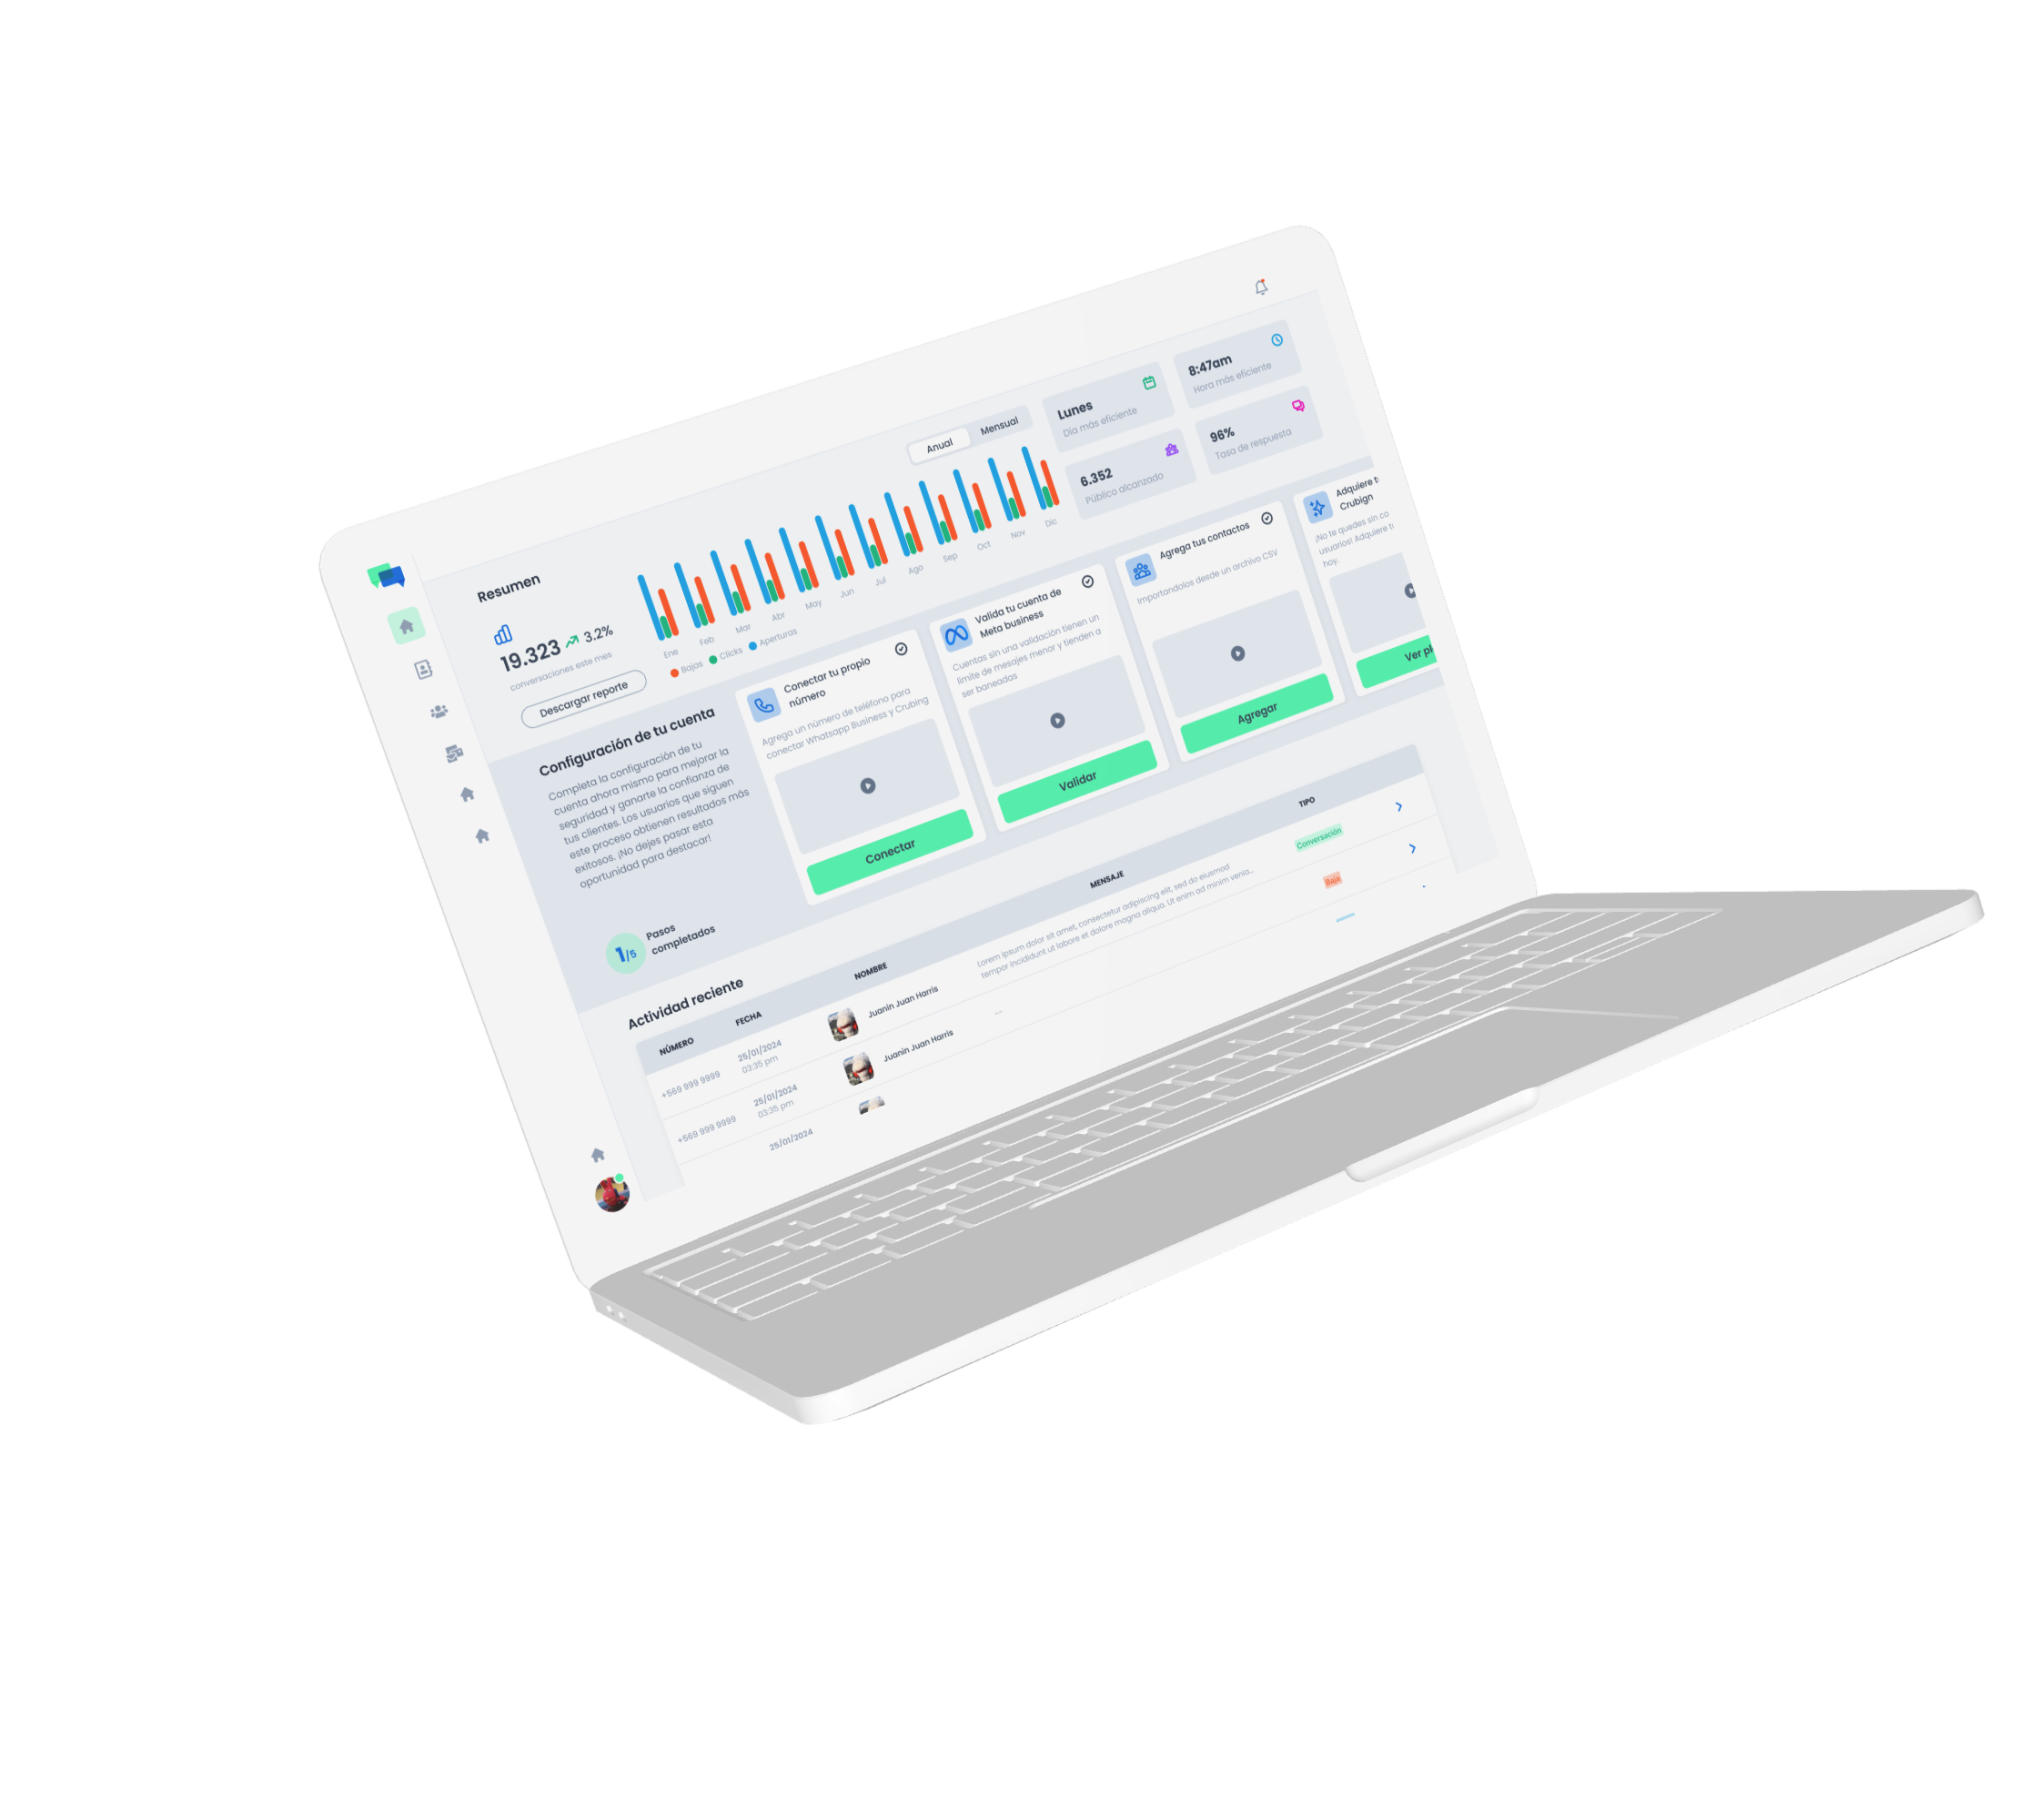 Resumen
19.323
3.2%
conversaciones este mes
Descargar reporte
Anual
Mensual
Ene
Feb
Mar
Abr
May
Jun
Jul
Ago
Sep
Oct
Nov
Dic
Bajas
Clicks
Aperturas
Lunes
Día más eficiente
8:47am
Hora más eficiente
6.352
Público alcanzado
96%
Tasa de respuesta
Configuración de tu cuenta
Completa la configuración de tu
cuenta ahora mismo para mejorar la
seguridad y ganarte la confianza de
tus clientes. Los usuarios que siguen
este proceso obtienen resultados más
exitosos. ¡No dejes pasar esta
oportunidad para destacar!
1/5
Pasos
completados
Conectar tu propio
número
Agrega un número de teléfono para
conectar Whatsapp Business y Crubing
Conectar
Valida tu cuenta de
Meta business
Cuentas sin una validación tienen un
límite de mesajes menor y tienden a
ser baneadas
Validar
Agrega tus contactos
Importandolos desde un archivo CSV
Agregar
Adquiere
Crubign
¡No te quedes sin
usuarios! Adquiere
hoy.
Ver
Actividad reciente
NÚMERO
FECHA
NOMBRE
MENSAJE
TIPO
+569 999 9999
25/01/2024
03:35 pm
Juanin Juan Harris
Lorem ipsum dolor sit amet, consectetur adipiscing elit, sed do eiusmod
tempor incididunt ut labore et dolore magna aliqua. Ut enim ad minim venia...
Conversación
+569 999 9999
25/01/2024
03:35 pm
Juanin Juan Harris
Baja
25/01/2024